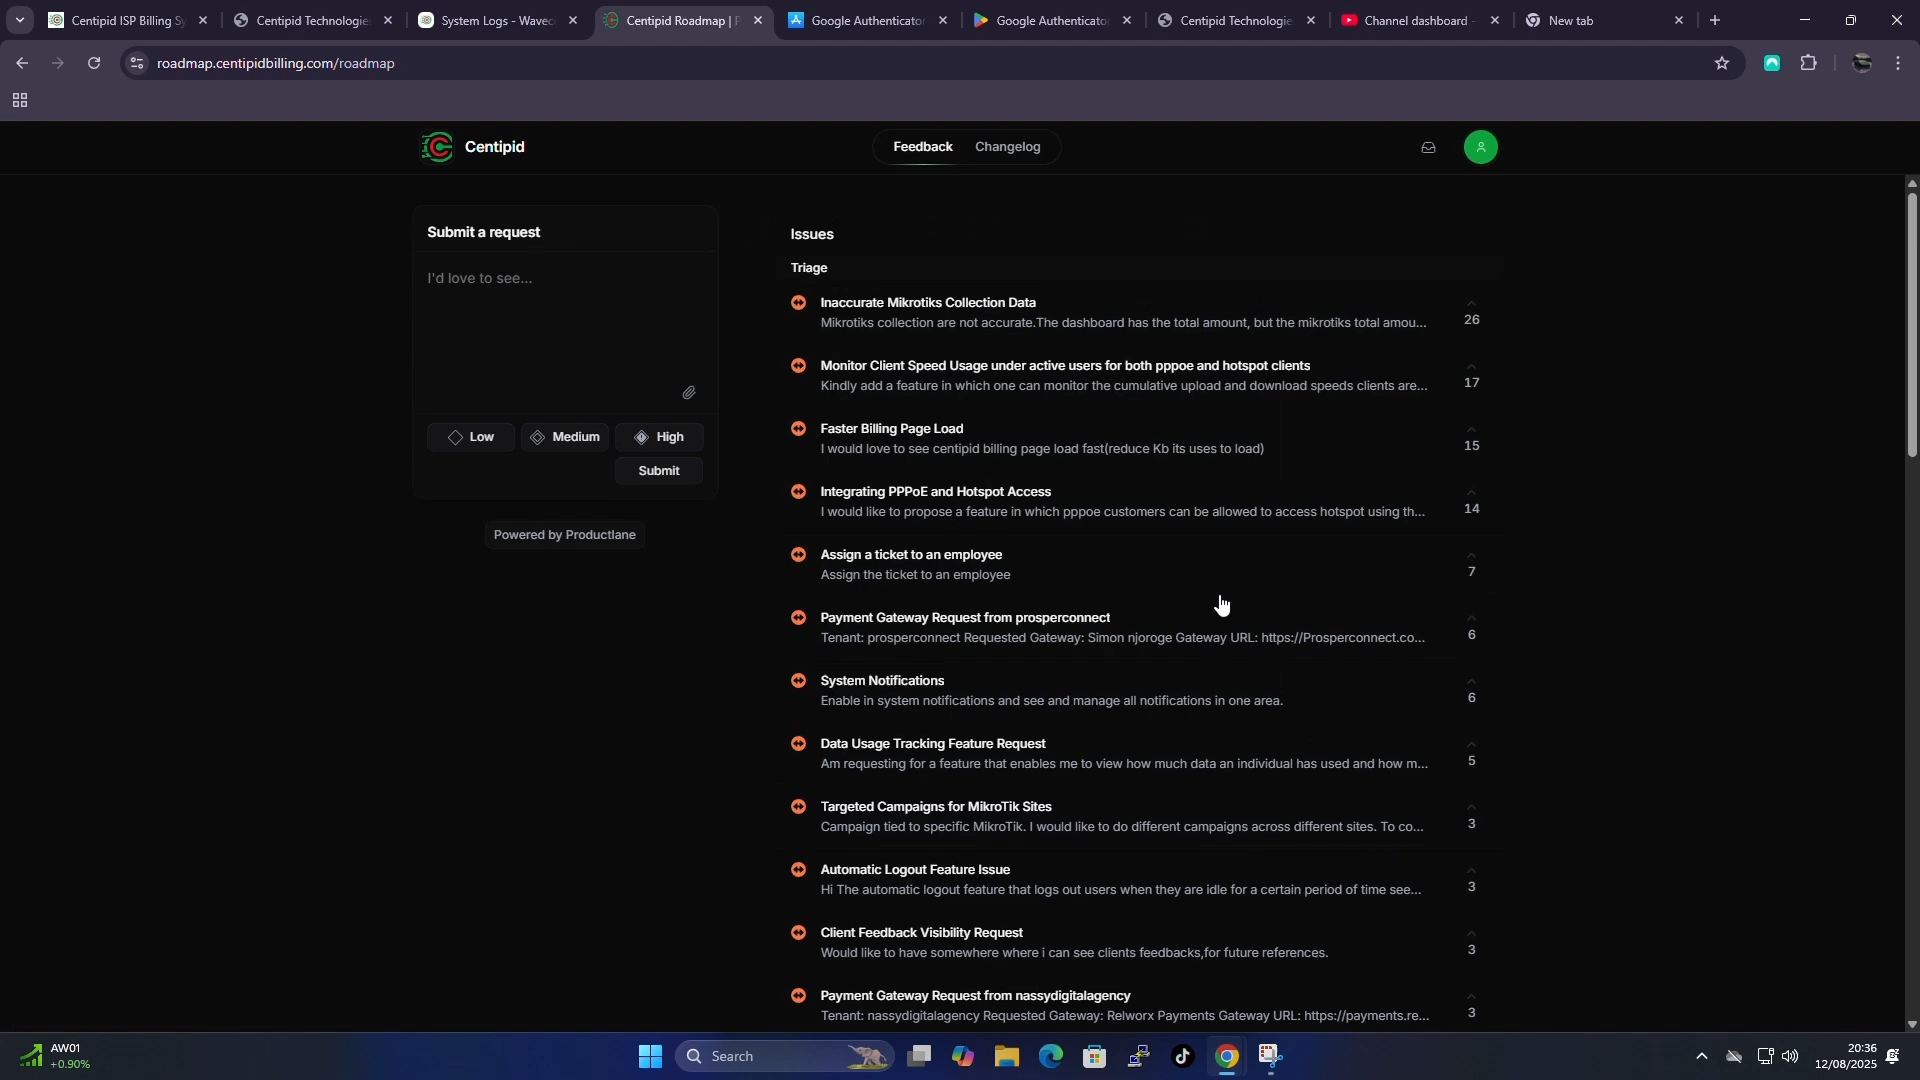 Centipid ISP Billing Sy
Centipid Technologie
System Logs - Wavec
Centipid Roadmap | P
Google Authenticator
Google Authenticato
Centipid Technologie
Channel dashboard -
New tab
roadmap.centipidbilling.com/roadmap
Centipid
Feedback
Changelog
Submit a request
I'd love to see...
Low
Medium
High
Submit
Powered by Productlane
Issues
Triage
Inaccurate Mikrotiks Collection Data
Mikrotiks collection are not accurate.The dashboard has the total amount, but the mikrotiks total amou...
26
Monitor Client Speed Usage under active users for both pppoe and hotspot clients
Kindly add a feature in which one can monitor the cumulative upload and download speeds clients are...
17
Faster Billing Page Load
I would love to see centipid billing page load fast(reduce Kb its uses to load)
15
Integrating PPPoE and Hotspot Access
I would like to propose a feature in which pppoe customers can be allowed to access hotspot using th...
14
Assign a ticket to an employee
Assign the ticket to an employee
7
Payment Gateway Request from prosperconnect
Tenant: prosperconnect Requested Gateway: Simon njoroge Gateway URL: https://Prosperconnect.co...
6
System Notifications
Enable in system notifications and see and manage all notifications in one area.
6
Data Usage Tracking Feature Request
Am requesting for a feature that enables me to view how much data an individual has used and how m...
5
Targeted Campaigns for MikroTik Sites
Campaign tied to specific MikroTik. I would like to do different campaigns across different sites. To co...
3
Automatic Logout Feature Issue
Hi The automatic logout feature that logs out users when they are idle for a certain period of time see...
3
Client Feedback Visibility Request
Would like to have somewhere where i can see clients feedbacks,for future references.
3
Payment Gateway Request from nassydigitalagency
Tenant: nassydigitalagency Requested Gateway: Relworx Payments Gateway URL: https://payments.re...
3
AW01
+0.90%
Search
20:36
12/08/2025